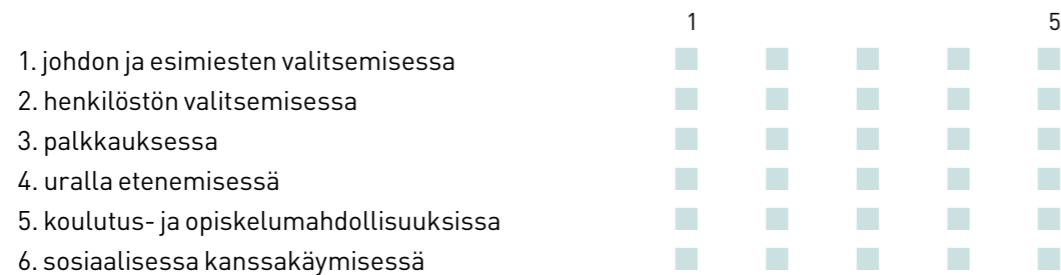 1 5
1. johdon ja esimiesten valitsemisessa
2. henkilöstön valitsemisessa
3. palkkauksessa
4. uralla etenemisessä
5. koulutus- ja opiskelumahdollisuuksissa
6. sosiaalisessa kanssakäymisessä